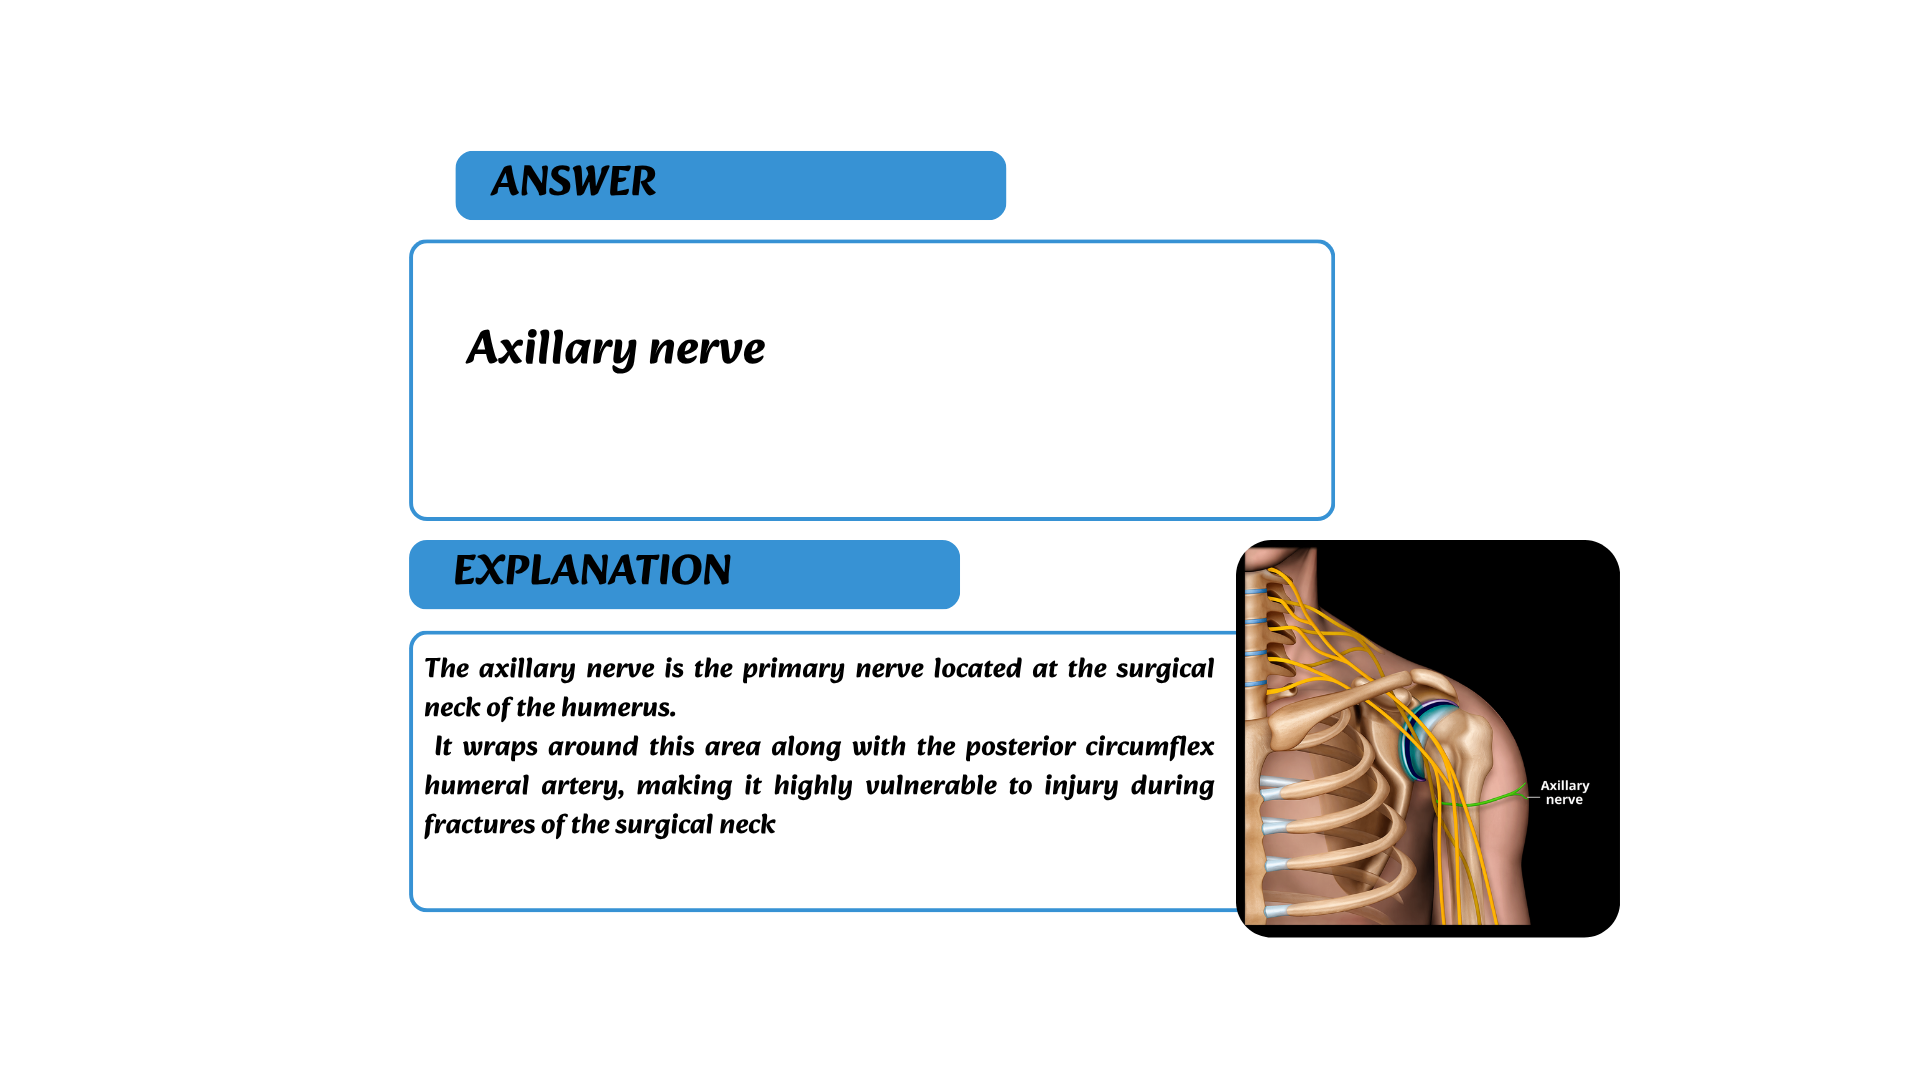 ANSWER
Axillary nerve
EXPLANATION
The axillary nerve is the primary nerve located at the surgical
neck of the humerus.
It wraps around this area along with the posterior circumflex
humeral artery, making it highly vulnerable to injury during
fractures of the surgical neck
Axillary
nerve